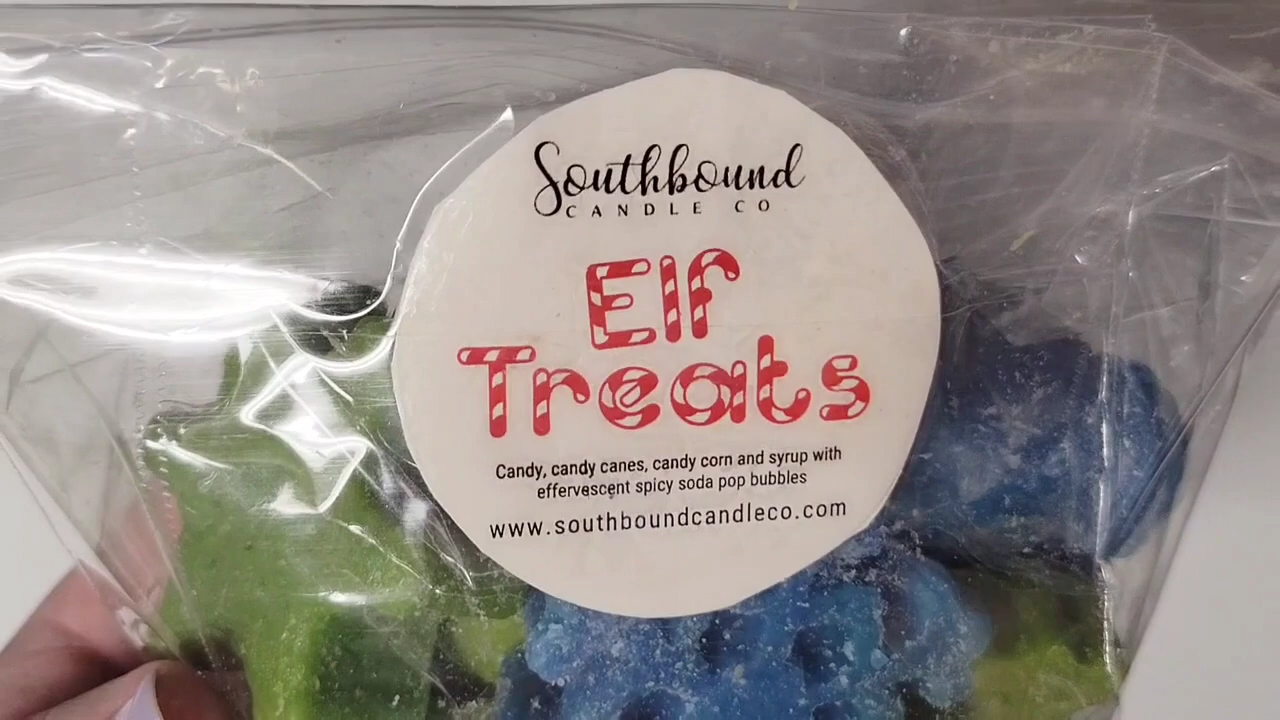 Southbound
CANDLE CO
Elf
Treats
Candy, candy canes, candy corn and syrup with
effervescent spicy soda pop bubbles
www.southboundcandleco.com